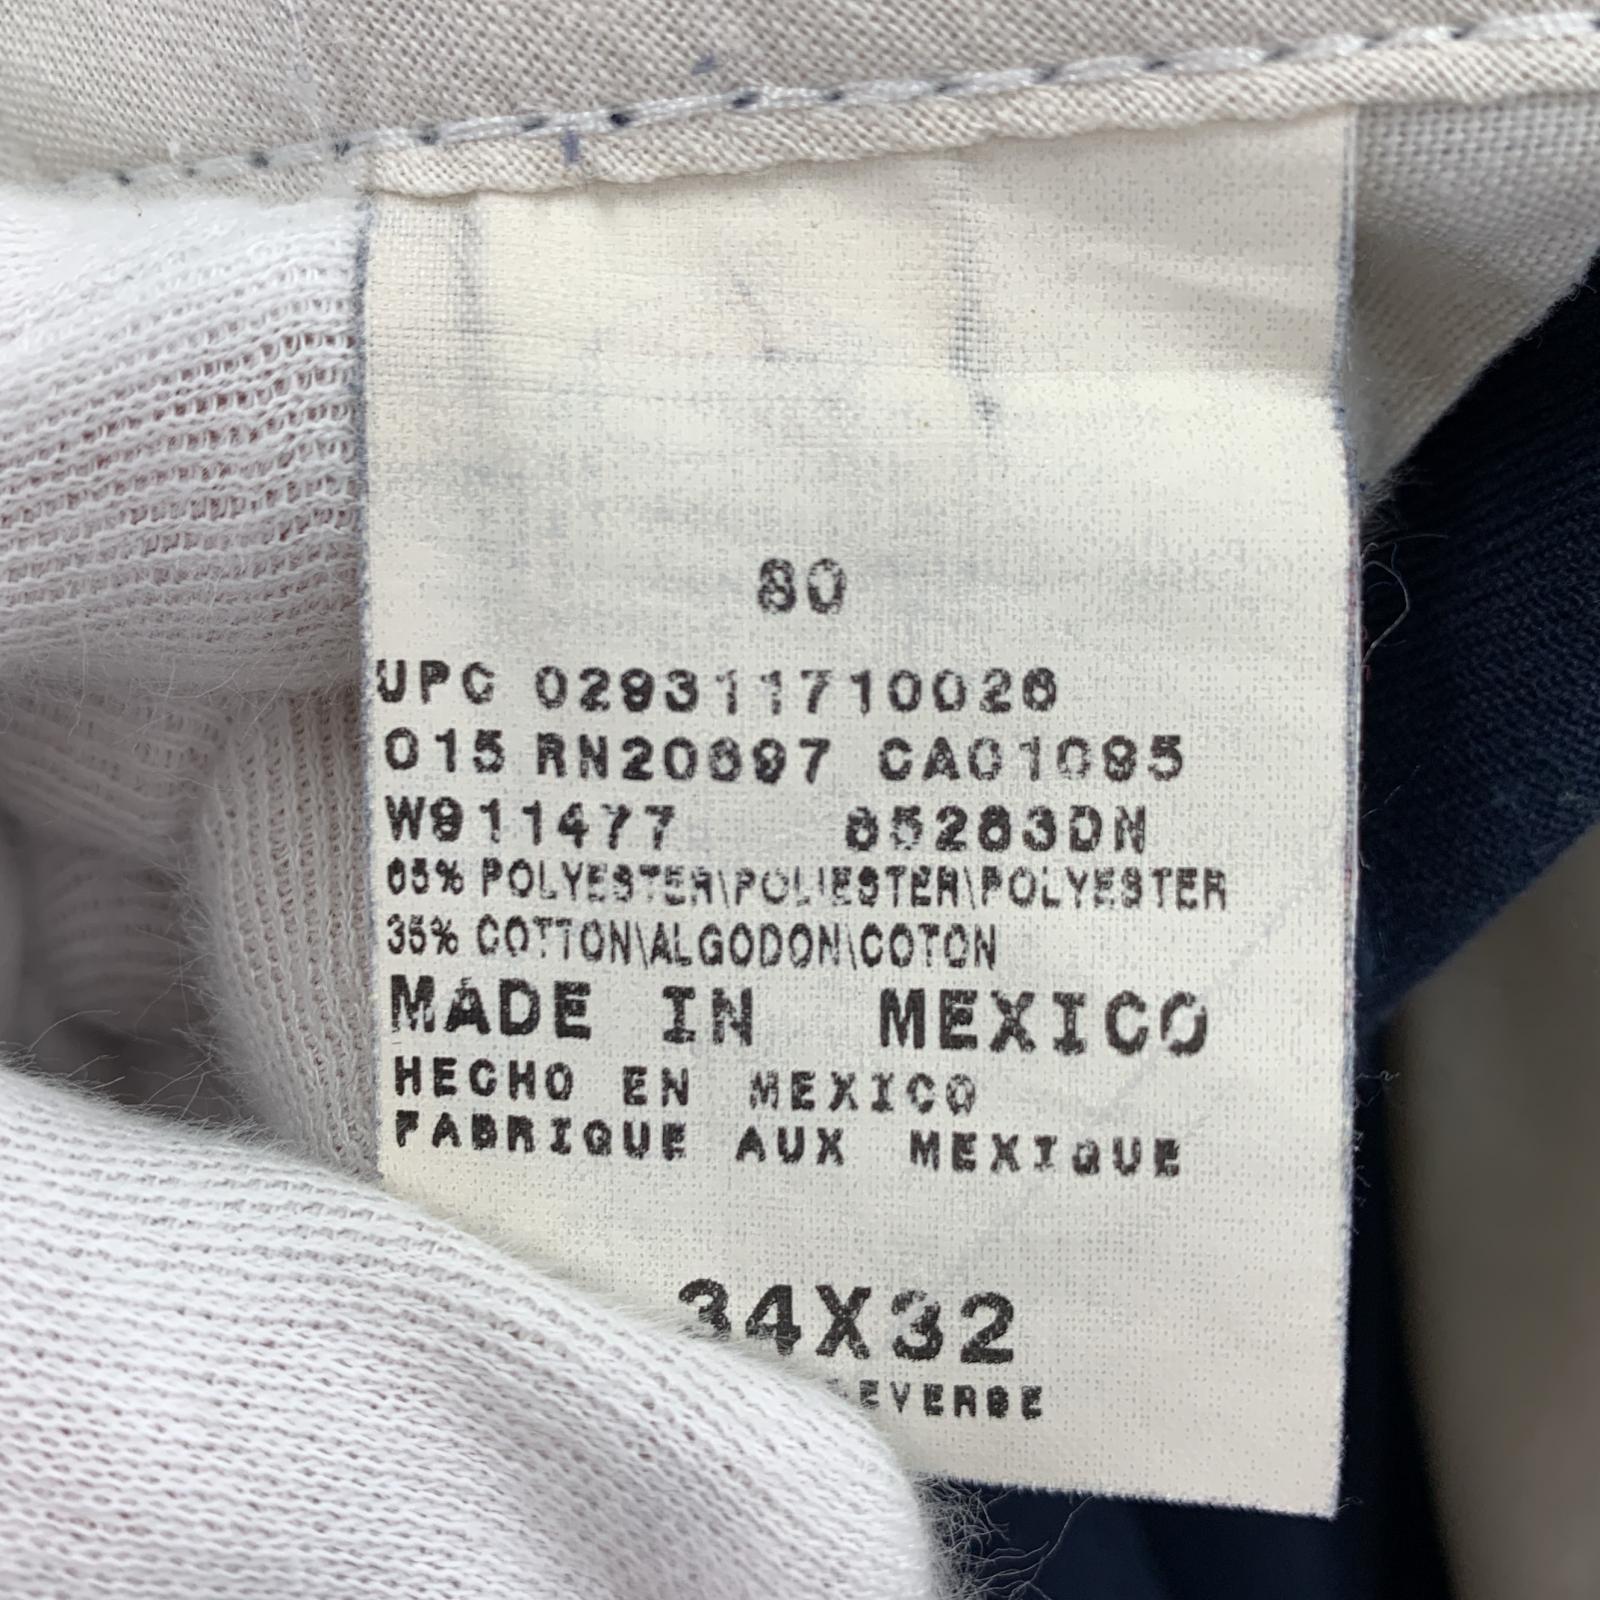 80
UPC 029311710026
015 RN20697 CA01095
W911477 65263DN
65% POLYESTER\POLIESTER\POLYESTER
35% COTTON\ALGODON\COTON
MADE IN MEXICO
HECHO EN MEXICO
FABRIQUE AUX MEXIQUE
34X32